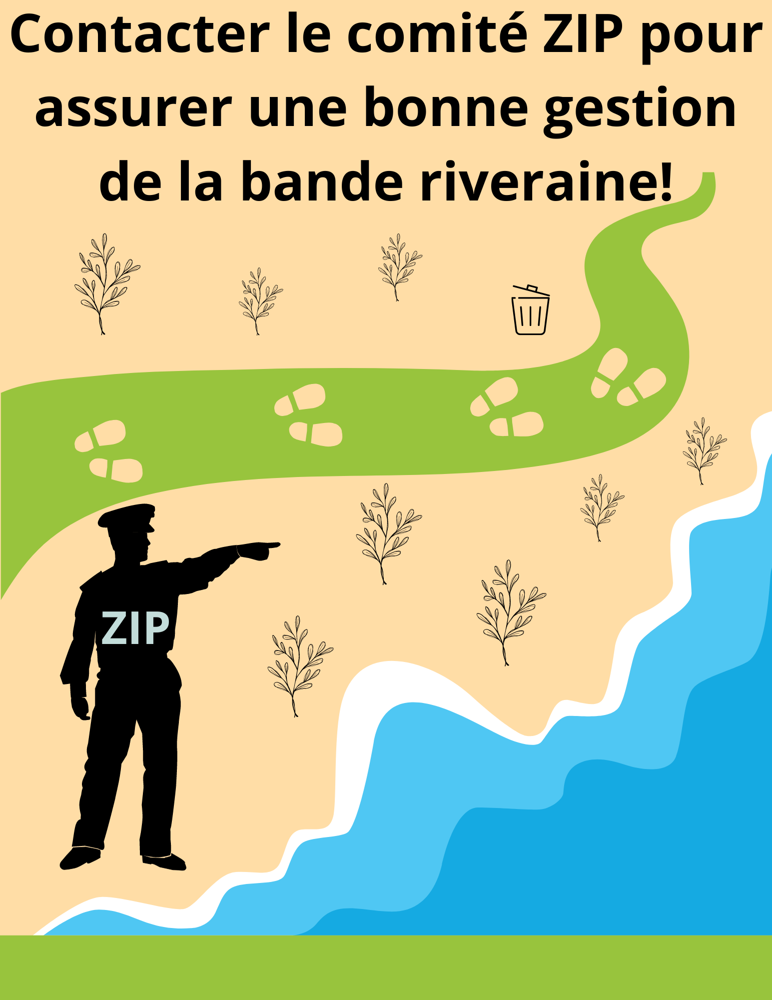 Contacter le comité ZIP pour
assurer une bonne gestion
de la bande riveraine!
ZIP